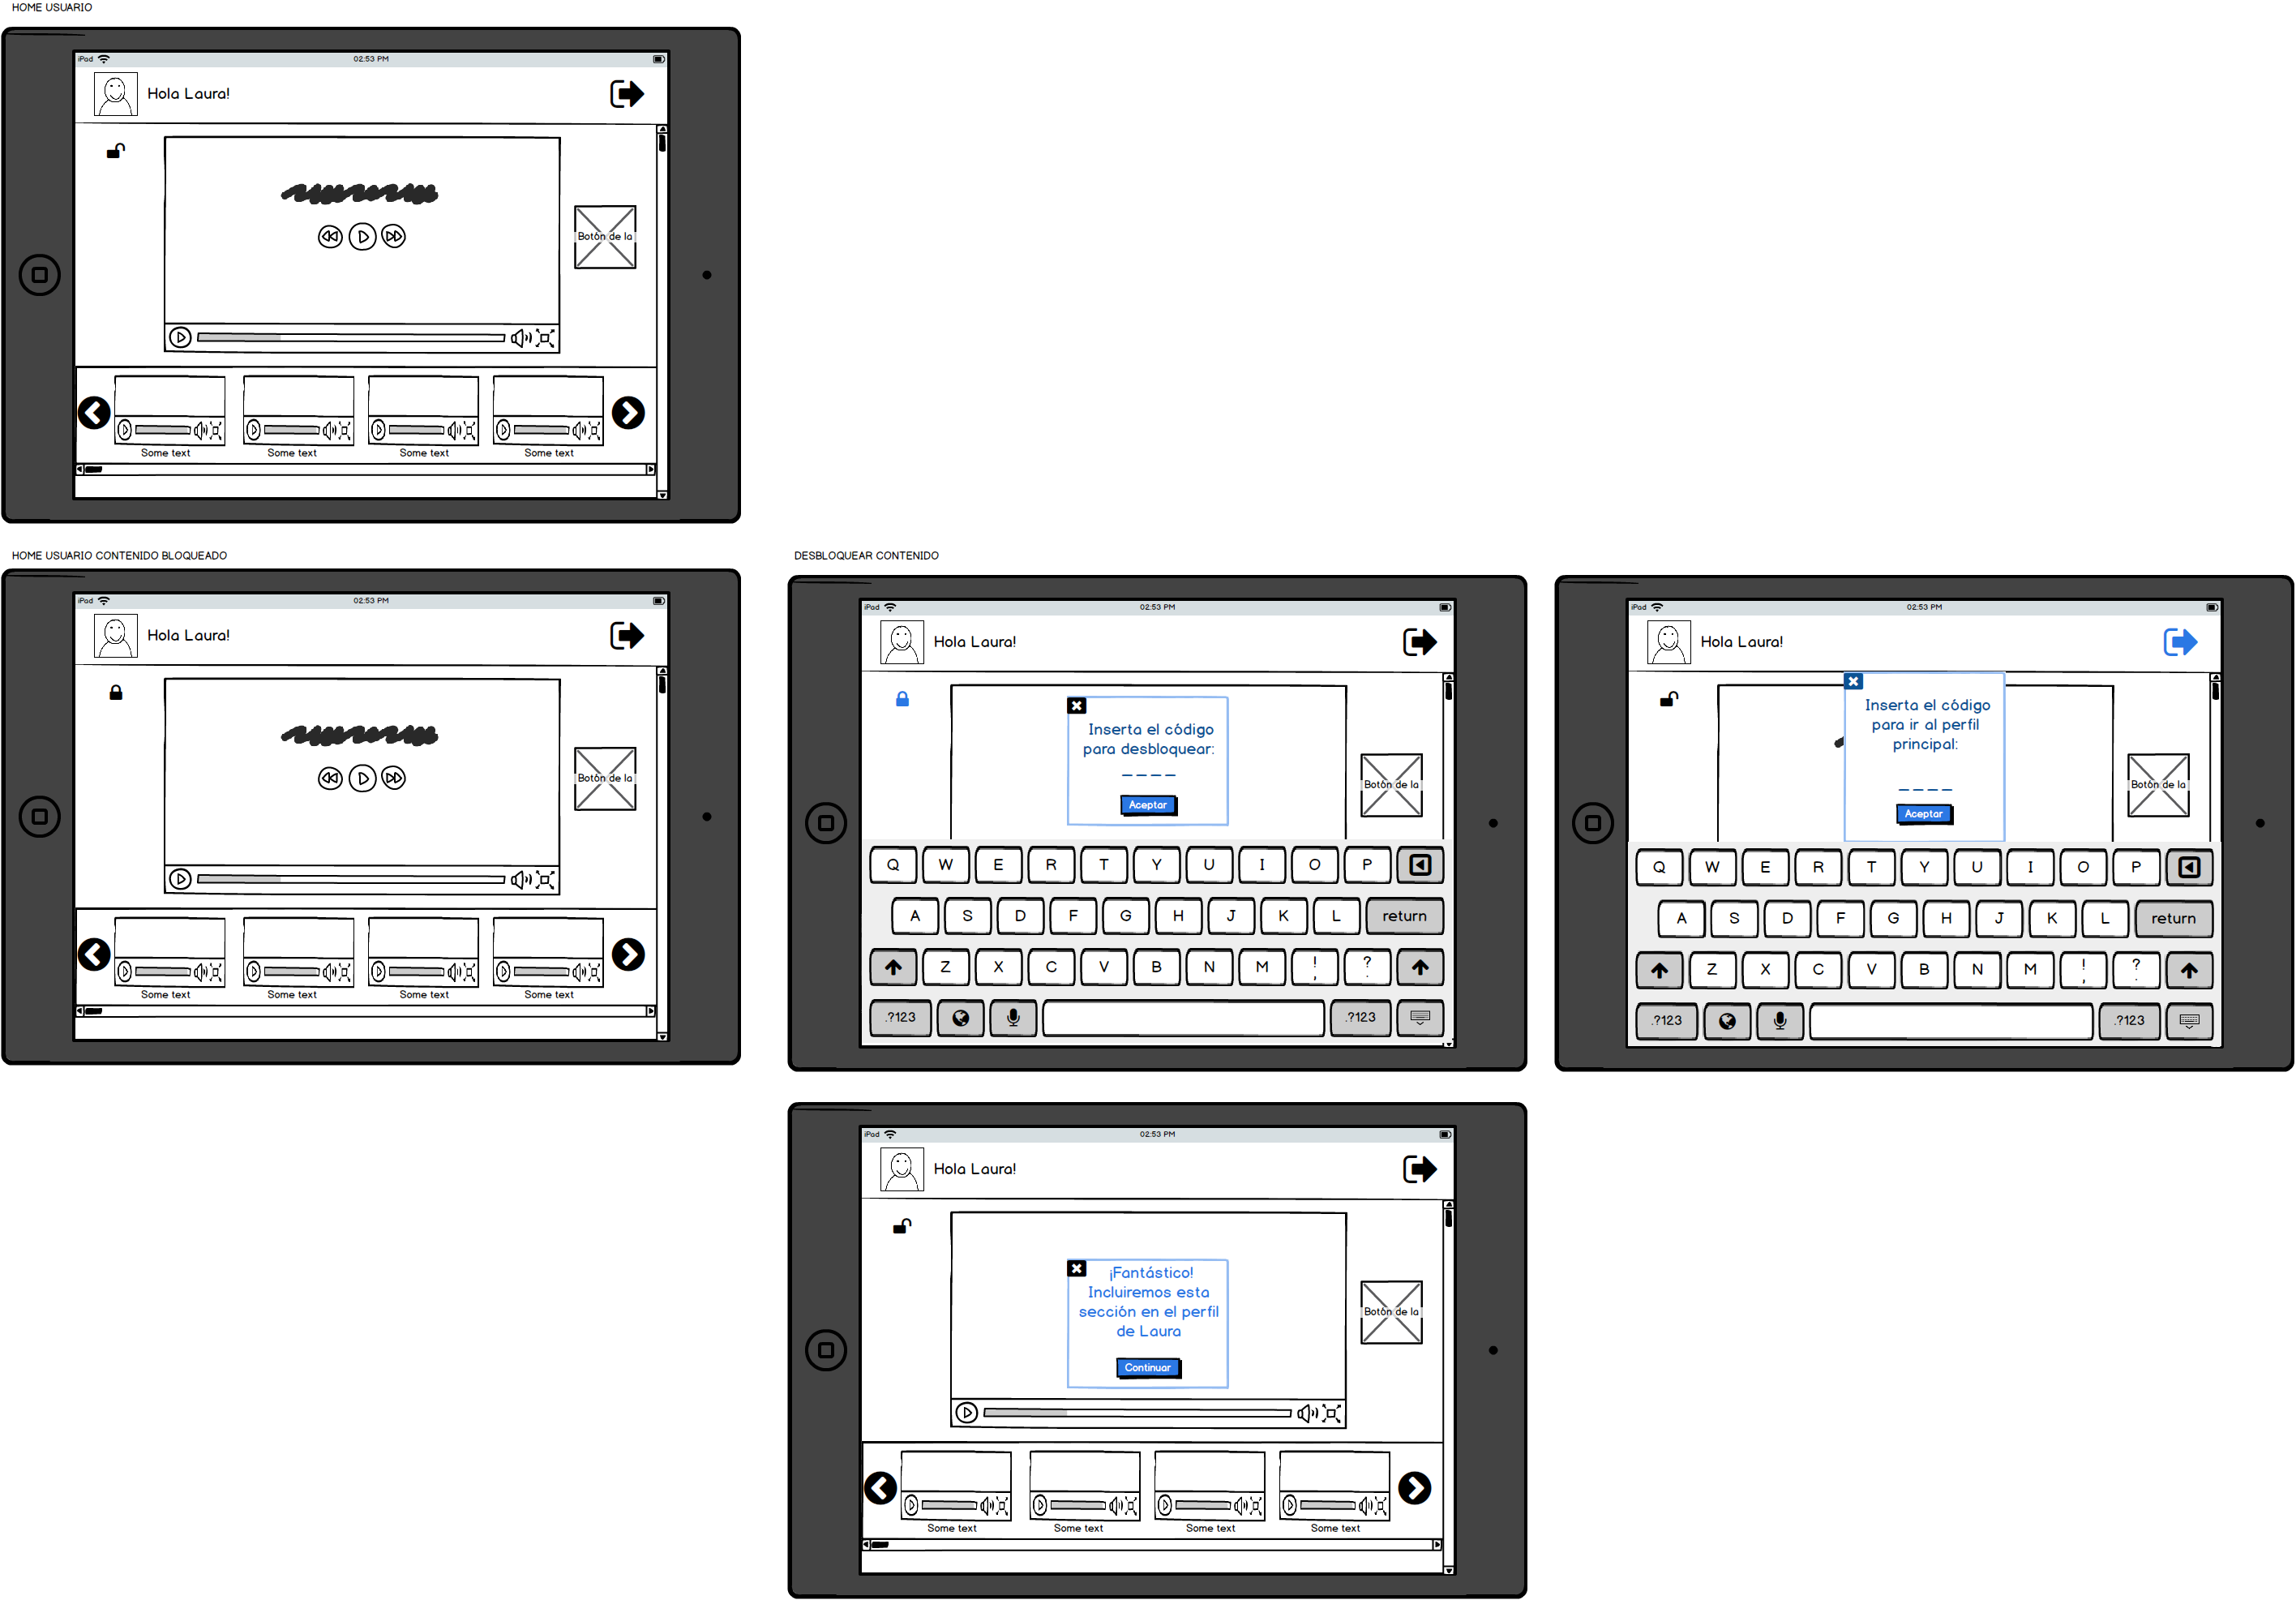 HOME USUARIO
iPad
02:53 PM
Hola Laura!
Botón de la
Some text Some text Some text Some text
HOME USUARIO CONTENIDO BLOQUEADO
iPad
02:53 PM
Hola Laura!
Botón de la
Some text Some text Some text Some text
DESBLOQUEAR CONTENIDO
iPad
02:53 PM
Hola Laura!
Inserta el código
para desbloquear:
_ _ _ _
Aceptar
Botón de la
Q W E R T Y U I O P
A S D F G H J K L return
Z X C V B N M ! , ? .
.?123 .?123
iPad
02:53 PM
Hola Laura!
Inserta el código
para ir al perfil
principal:
_ _ _ _
Aceptar
Botón de la
Q W E R T Y U I O P
A S D F G H J K L return
Z X C V B N M ! , ? .
.?123 .?123
iPad
02:53 PM
Hola Laura!
¡Fantástico!
Incluiremos esta
sección en el perfil
de Laura
Continuar
Botón de la
Some text Some text Some text Some text